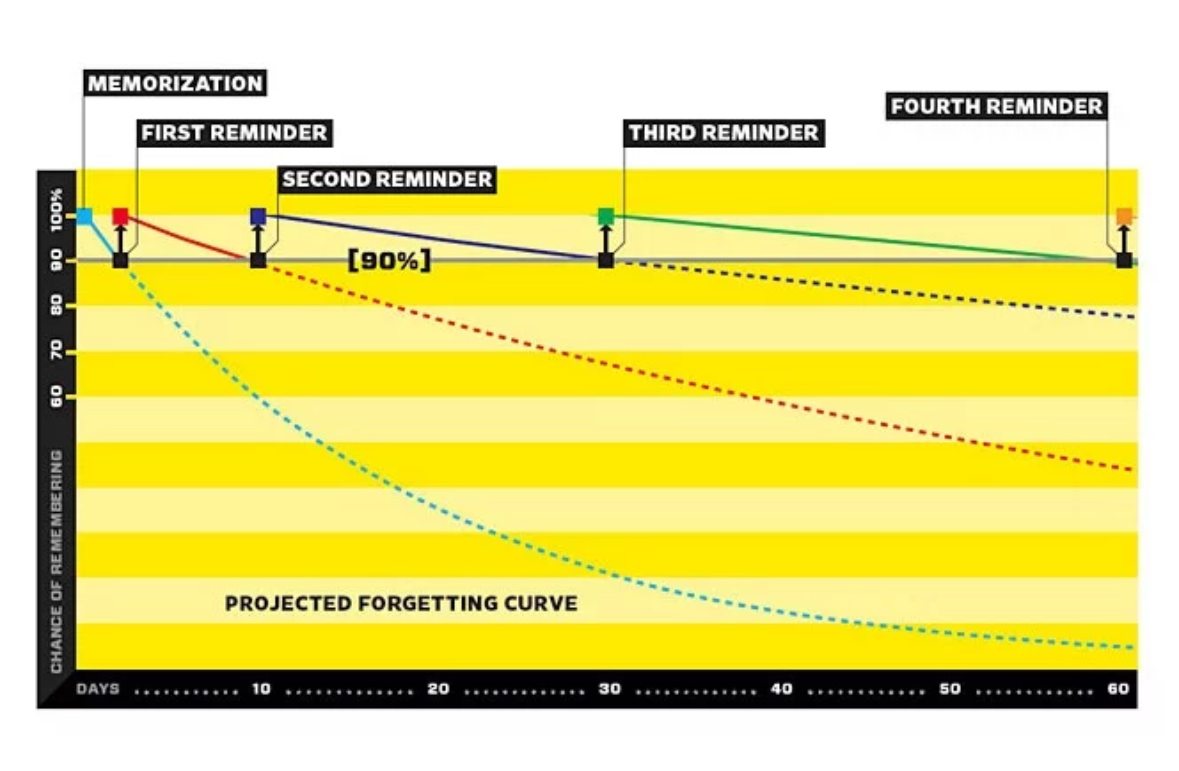 MEMORIZATION
FOURTH REMINDER
FIRST REMINDER
THIRD REMINDER
SECOND REMINDER
100%
90
[90%]
80
70
60
CHANCE OF REMEMBERING
PROJECTED FORGETTING CURVE
DAYS 10 20 30 40 50 60